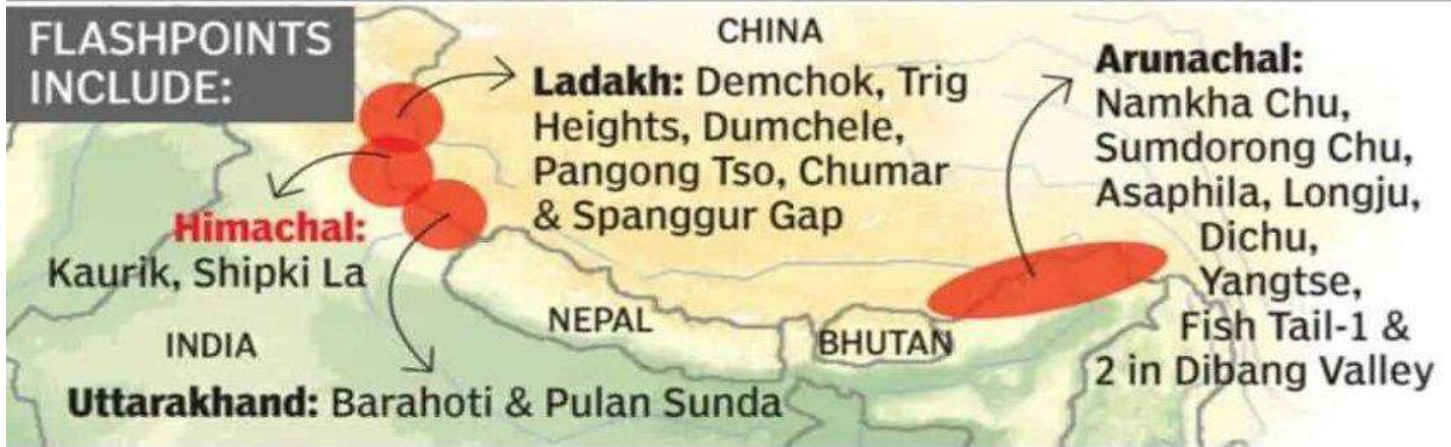 FLASHPOINTS
INCLUDE:
CHINA
Ladakh: Demchok, Trig
Heights, Dumchele,
Pangong Tso, Chumar
& Spanggur Gap
Arunachal:
Namkha Chu,
Sumdorong Chu,
Asaphila, Longju,
Dichu,
Yangtse,
Fish Tail-1 &
2 in Dibang Valley
Himachal:
Kaurik, Shipki La
NEPAL
BHUTAN
INDIA
Uttarakhand: Barahoti & Pulan Sunda